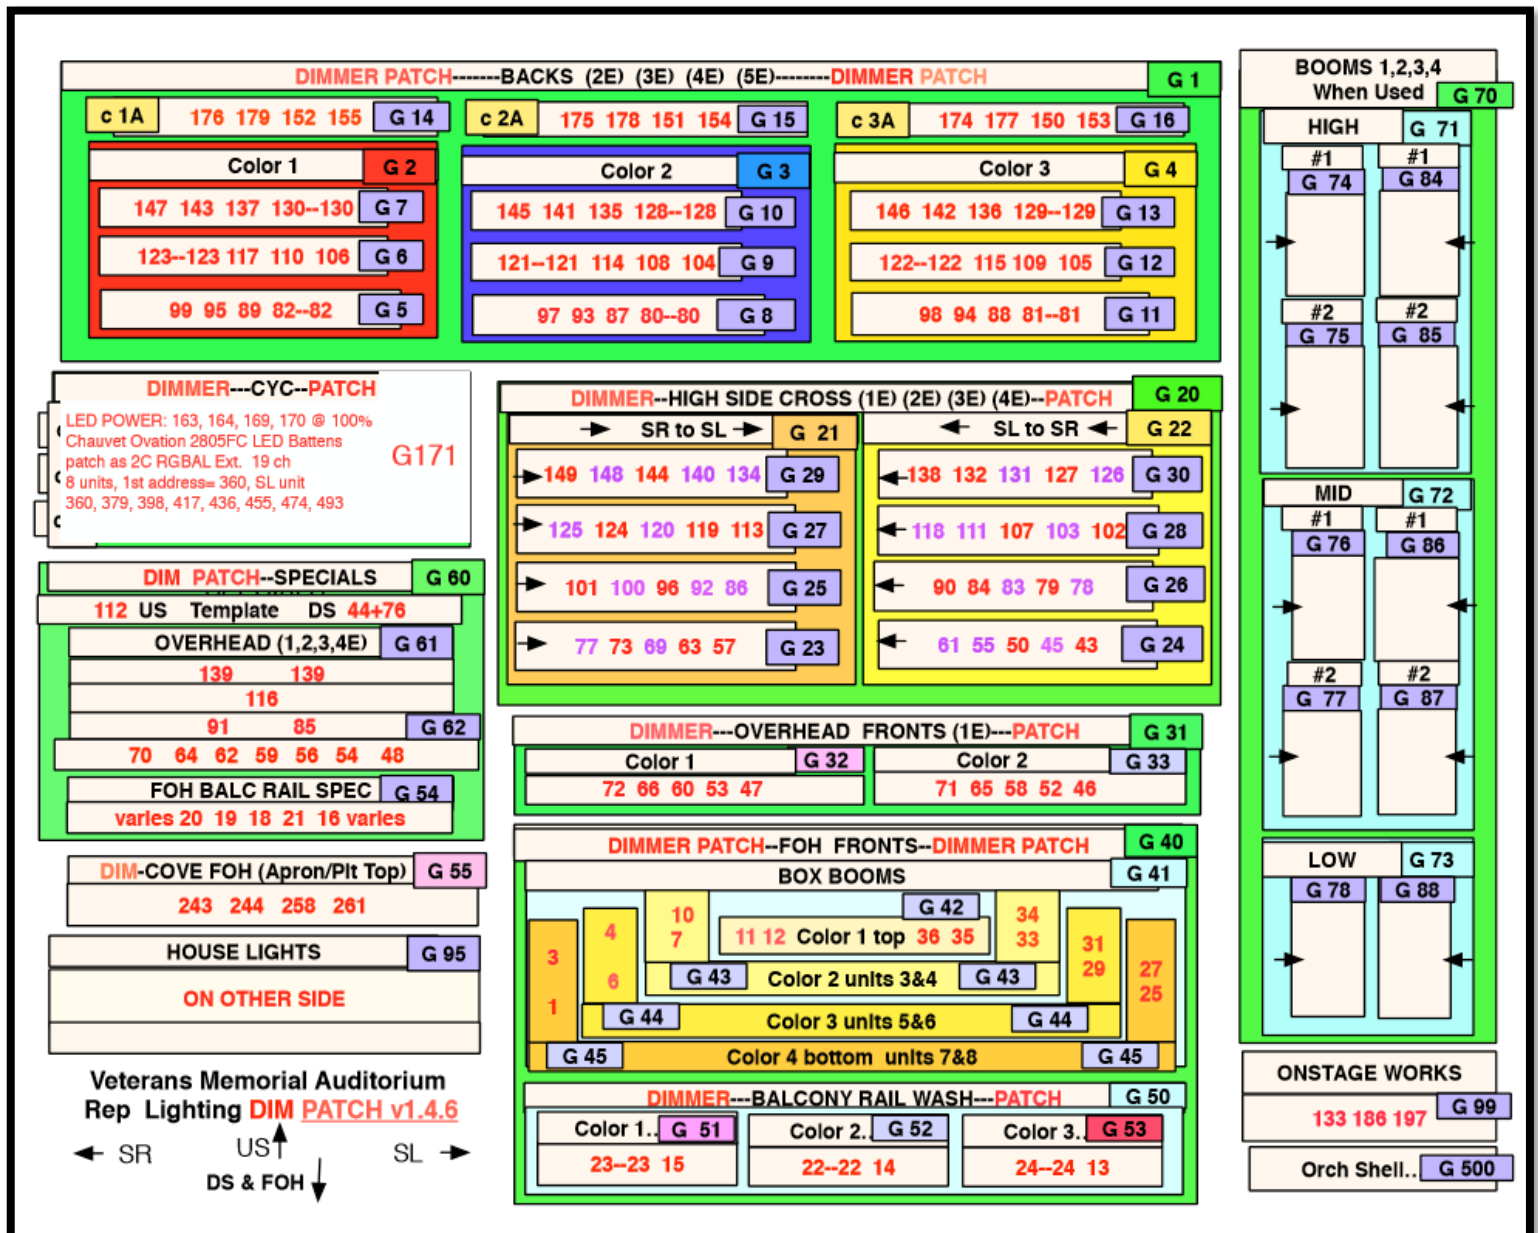 DIMMER PATCH-------BACKS (2E) (3E) (4E) (5E)--------DIMMER PATCH G 1
c 1A 176 179 152 155 G 14
c 2A 175 178 151 154 G 15
c 3A 174 177 150 153 G 16
Color 1 G 2
147 143 137 130--130 G 7
123--123 117 110 106 G 6
99 95 89 82--82 G 5
Color 2 G 3
145 141 135 128--128 G 10
121--121 114 108 104 G 9
97 93 87 80--80 G 8
Color 3 G 4
146 142 136 129--129 G 13
122--122 115 109 105 G 12
98 94 88 81--81 G 11
DIMMER---CYC--PATCH
LED POWER: 163, 164, 169, 170 @ 100%
Chauvet Ovation 2805FC LED Battens
patch as 2C RGBAL Ext. 19 ch
8 units, 1st address= 360, SL unit
360, 379, 398, 417, 436, 455, 474, 493
G171
DIMMER--HIGH SIDE CROSS (1E) (2E) (3E) (4E)--PATCH G 20
SR to SL G 21
149 148 144 140 134 G 29
125 124 120 119 113 G 27
101 100 96 92 86 G 25
77 73 69 63 57 G 23
SL to SR G 22
138 132 131 127 126 G 30
118 111 107 103 102 G 28
90 84 83 79 78 G 26
61 55 50 45 43 G 24
DIM PATCH--SPECIALS G 60
112 US Template DS 44+76
OVERHEAD (1,2,3,4E) G 61
139 139
116
91 85 G 62
70 64 62 59 56 54 48
FOH BALC RAIL SPEC G 54
varies 20 19 18 21 16 varies
DIMMER---OVERHEAD FRONTS (1E)---PATCH G 31
Color 1 G 32
72 66 60 53 47
Color 2 G 33
71 65 58 52 46
DIM-COVE FOH (Apron/Plt Top) G 55
243 244 258 261
HOUSE LIGHTS G 95
ON OTHER SIDE
DIMMER PATCH--FOH FRONTS--DIMMER PATCH G 40
BOX BOOMS G 41
G 42
11 12 Color 1 top 36 35
10
7
34
33
G 43 Color 2 units 3&4 G 43
4
6
31
29
G 44 Color 3 units 5&6 G 44
3
1
27
25
G 45 Color 4 bottom units 7&8 G 45
DIMMER---BALCONY RAIL WASH---PATCH G 50
Color 1.. G 51
23--23 15
Color 2.. G 52
22--22 14
Color 3.. G 53
24--24 13
Veterans Memorial Auditorium
Rep Lighting DIM PATCH v1.4.6
SR US SL
DS & FOH
BOOMS 1,2,3,4
When Used G 70
HIGH G 71
#1 #1
G 74 G 84
#2 #2
G 75 G 85
MID G 72
#1 #1
G 76 G 86
#2 #2
G 77 G 87
LOW G 73
G 78 G 88
ONSTAGE WORKS
133 186 197 G 99
Orch Shell.. G 500